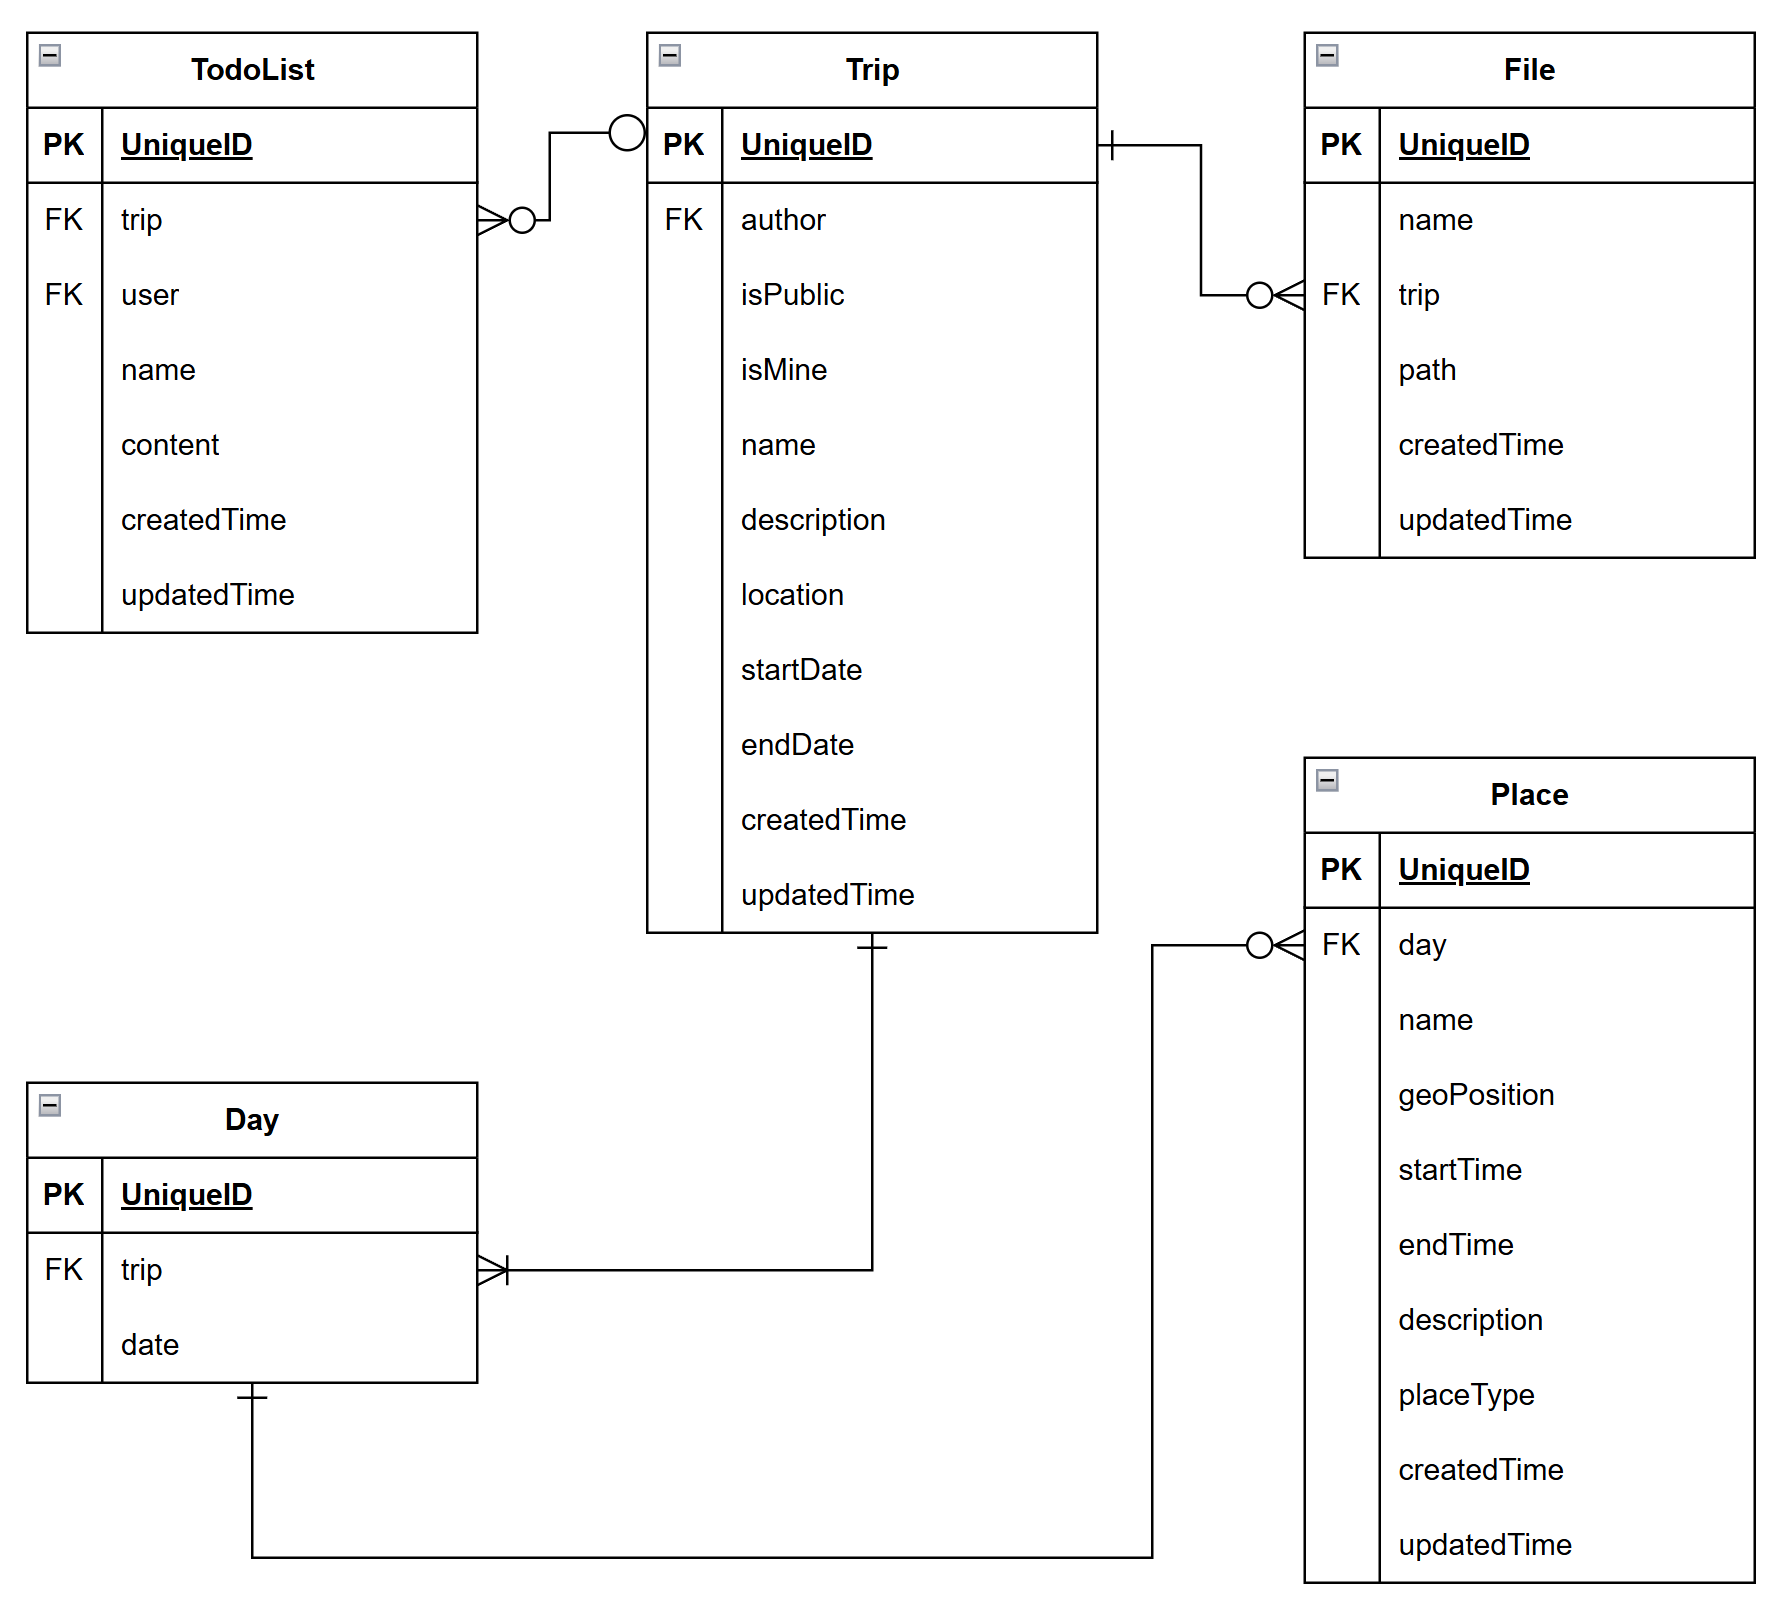 TodoList
PK UniqueID
FK trip
FK user
name
content
createdTime
updatedTime
Trip
PK UniqueID
FK author
isPublic
isMine
name
description
location
startDate
endDate
createdTime
updatedTime
File
PK UniqueID
name
FK trip
path
createdTime
updatedTime
Day
PK UniqueID
FK trip
date
Place
PK UniqueID
FK day
name
geoPosition
startTime
endTime
description
placeType
createdTime
updatedTime